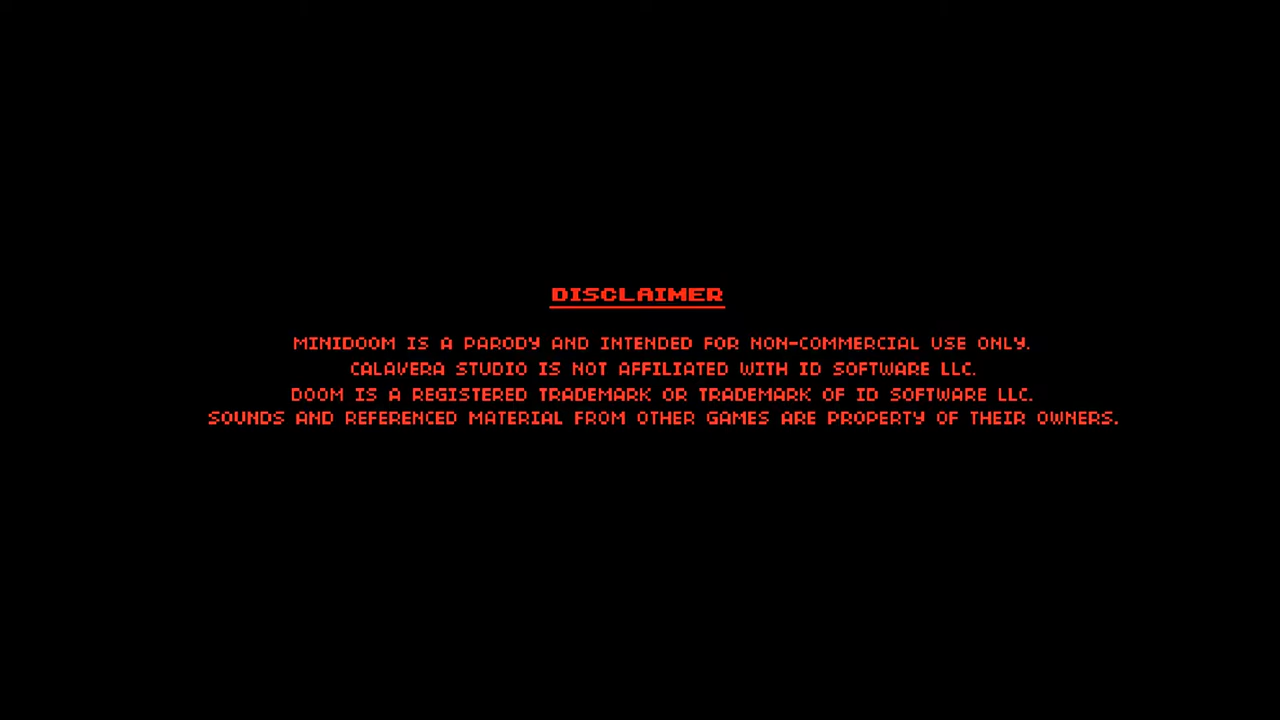 DISCLAIMER
MINIDOOM IS A PARODY AND INTENDED FOR NON-COMMERCIAL USE ONLY.
CALAVERA STUDIO IS NOT AFFILIATED WITH ID SOFTWARE LLC.
DOOM IS A REGISTERED TRADEMARK OR TRADEMARK OF ID SOFTWARE LLC.
SOUNDS AND REFERENCED MATERIAL FROM OTHER GAMES ARE PROPERTY OF THEIR OWNERS.